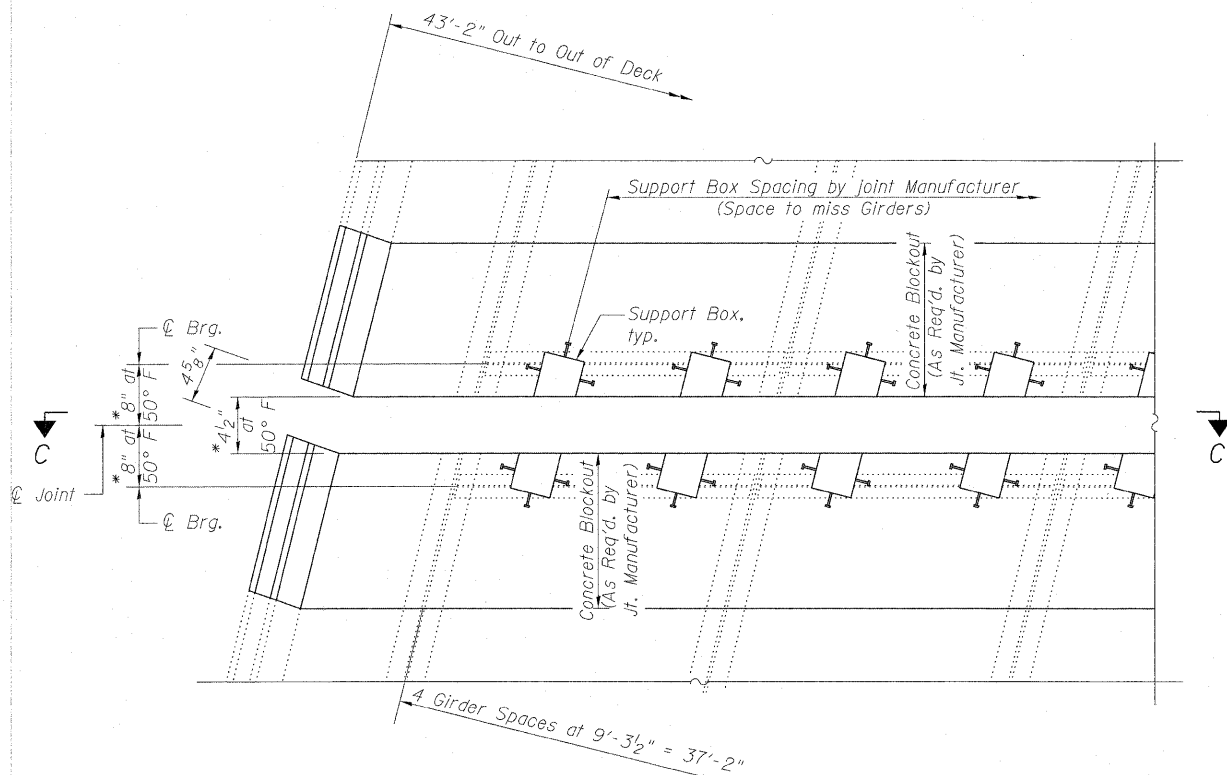 43'-2" Out to Out of Deck
Support Box Spacing by Joint Manufacturer
(Space to miss Girders)
Concrete Blockout
(As Req'd. by
Jt. Manufacturer)
Support Box,
typ.
℄ Brg.
4⅝"
* 8" at
50° F
*4½"
at
50° F
C
C
* 8" at
50° F
℄ Joint
℄ Brg.
Concrete Blockout
(As Req'd. by
Jt. Manufacturer)
4 Girder Spaces at 9'-3½" = 37'-2"